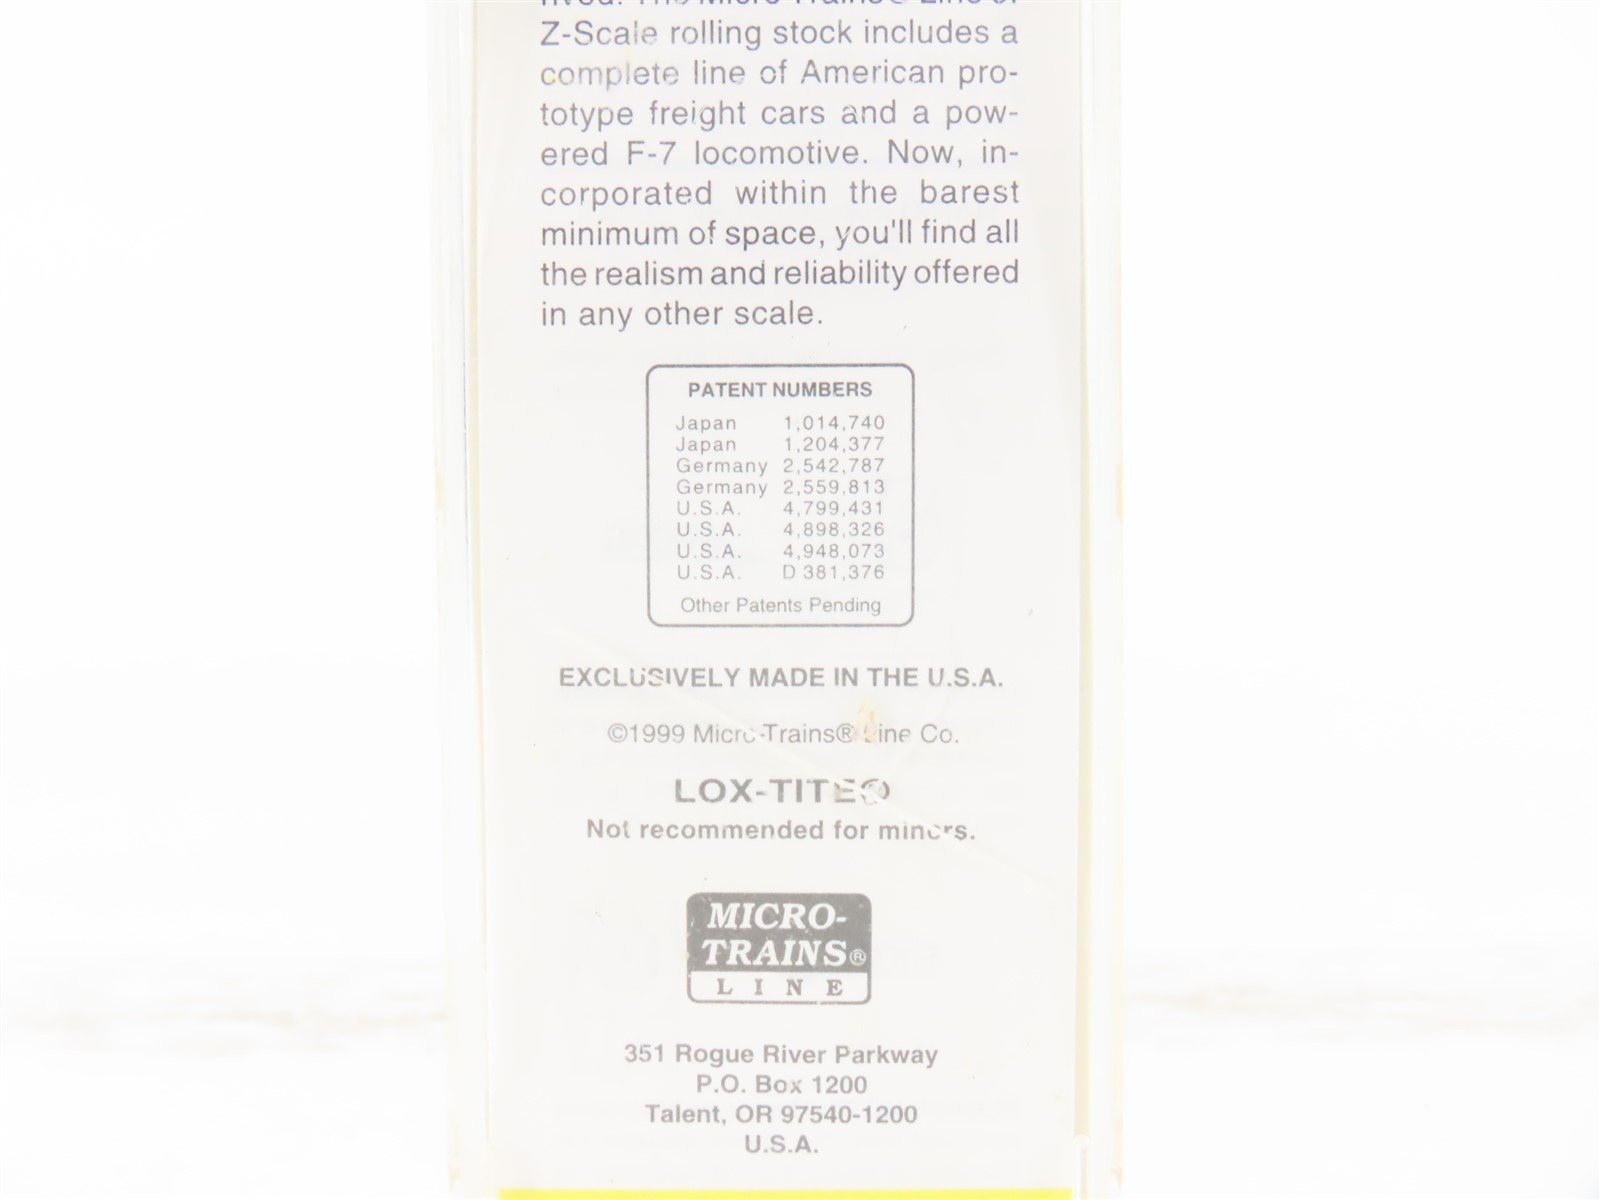 Z-Scale rolling stock includes a
complete line of American pro-
totype freight cars and a pow-
ered F-7 locomotive. Now, in-
corporated within the barest
minimum of space, you'll find all
the realism and reliability offered
in any other scale.
PATENT NUMBERS
Japan 1,014,740
Japan 1,204,377
Germany 2,542,787
Germany 2,559,813
U.S.A. 4,799,431
U.S.A. 4,898,326
U.S.A. 4,948,073
U.S.A. D 381,376
Other Patents Pending
EXCLUSIVELY MADE IN THE U.S.A.
©1999 Micro-Trains® Line Co.
LOX-TITE®
Not recommended for minors.
MICRO-
TRAINS®
LINE
351 Rogue River Parkway
P.O. Box 1200
Talent, OR 97540-1200
U.S.A.